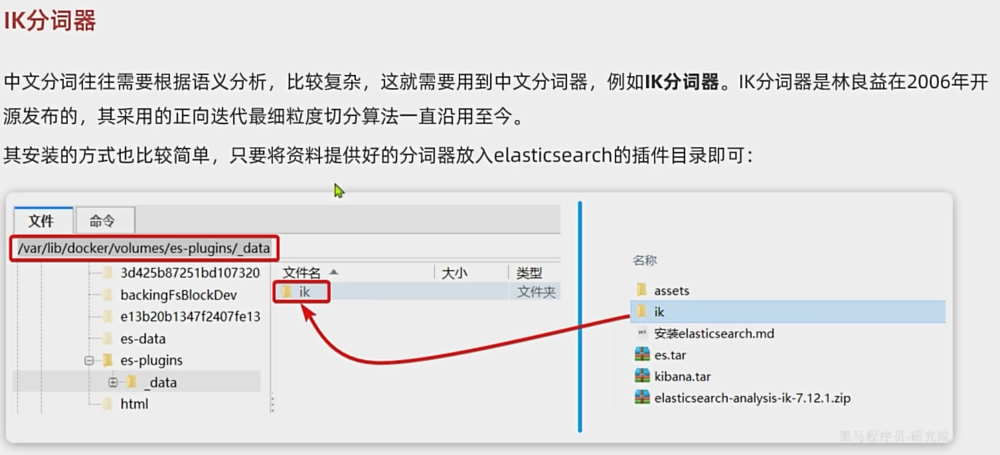 IK分词器
中文分词往往需要根据语义分析，比较复杂，这就需要用到中文分词器，例如IK分词器。IK分词器是林良益在2006年开
源发布的，其采用的正向迭代最细粒度切分算法一直沿用至今。
其安装的方式也比较简单，只要将资料提供好的分词器放入elasticsearch的插件目录即可：
文件 命令
/var/lib/docker/volumes/es-plugins/_data
3d425b87251bd107320
backingFsBlockDev
e13b20b1347f2407fe13
es-data
es-plugins
_data
html
文件名 大小 类型
ik 文件夹
名称
assets
ik
安装elasticsearch.md
es.tar
kibana.tar
elasticsearch-analysis-ik-7.12.1.zip
黑马程序员-研究院